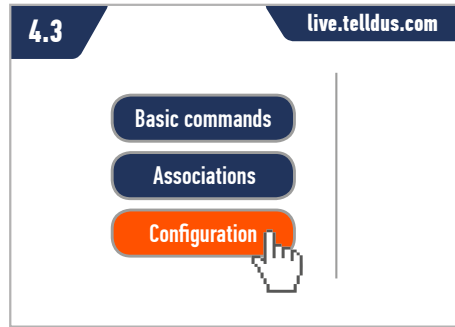 4.3
live.telldus.com
Basic commands
Associations
Configuration